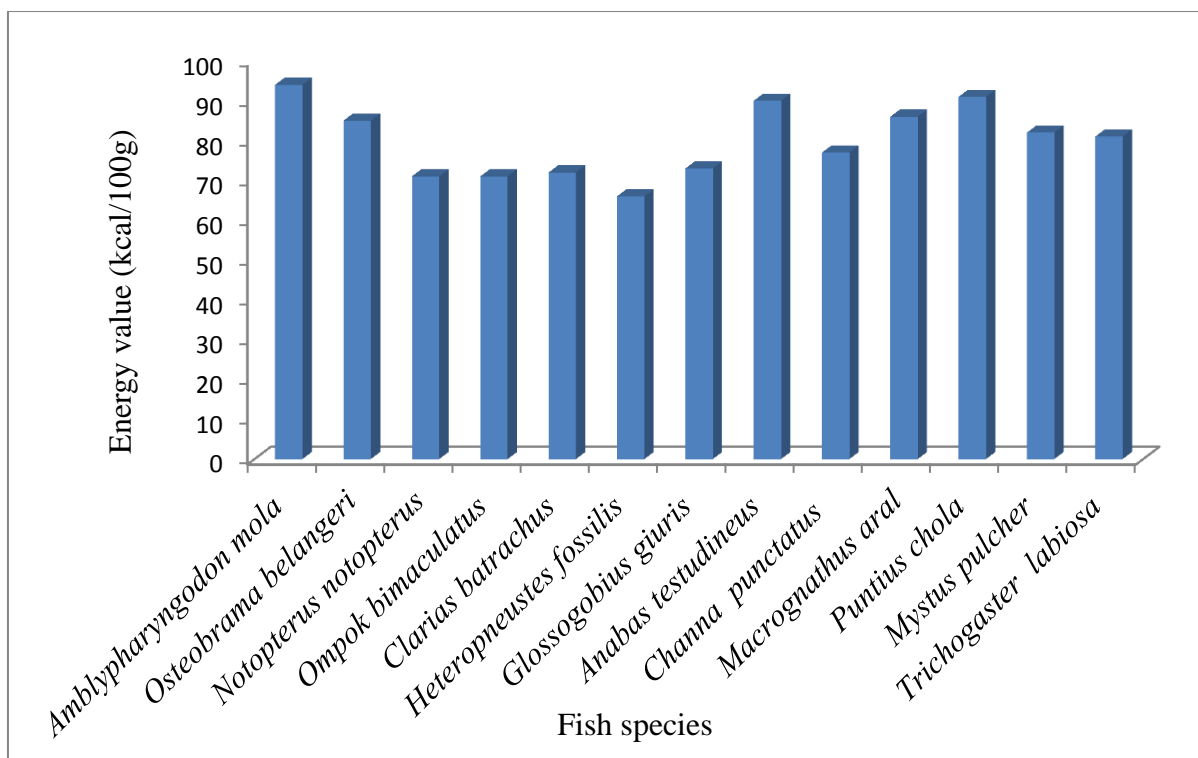 Energy value (kcal/100g)
100
90
80
70
60
50
40
30
20
10
0
Amblypharyngodon mola
Osteobrama belangeri
Notopterus notopterus
Ompok bimaculatus
Clarias batrachus
Heteropneustes fossilis
Glossogobius giuris
Anabas testudineus
Channa punctatus
Macrognathus aral
Puntius chola
Mystus pulcher
Trichogaster labiosa
Fish species